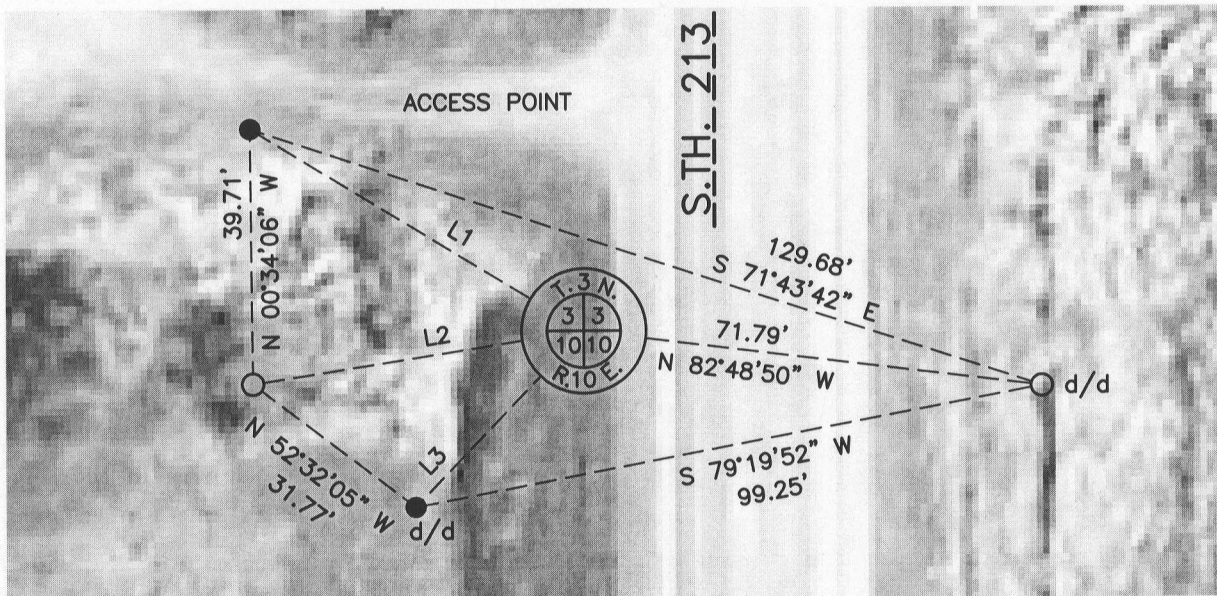 ACCESS POINT
S.TH. 213
39.71'
N 00°34'06" W
L1
129.68'
S 71°43'42" E
T. 3 N.
3 3
10 10
R.10 E.
71.79'
N 82°48'50" W
d/d
L2
L3
N 52°32'05" W
31.77'
d/d
S 79°19'52" W
99.25'